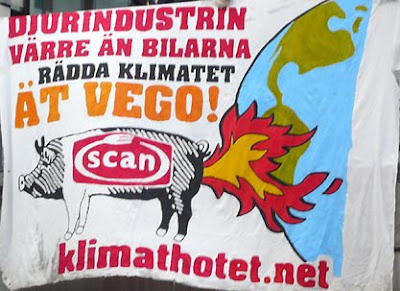 DJURINDUSTRIN
VÄRRE ÄN BILARNA
RÄDDA KLIMATET
ÄT VEGO!
scan
klimathotet.net